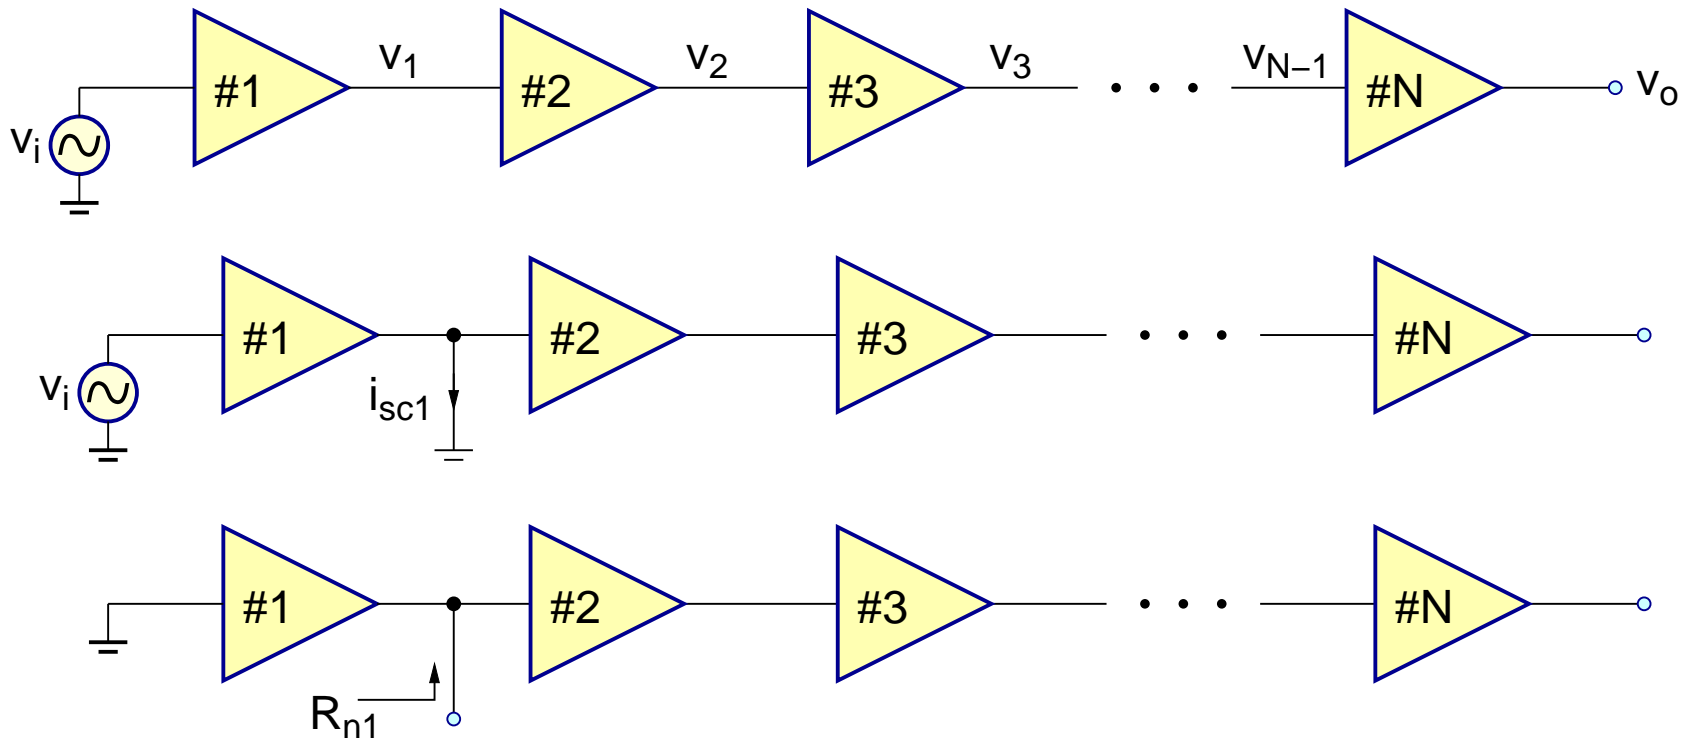 v1 v2 v3 vN−1
#1 #2 #3 #N vo
vi
#1 #2 #3 #N
vi isc1
#1 #2 #3 #N
Rn1